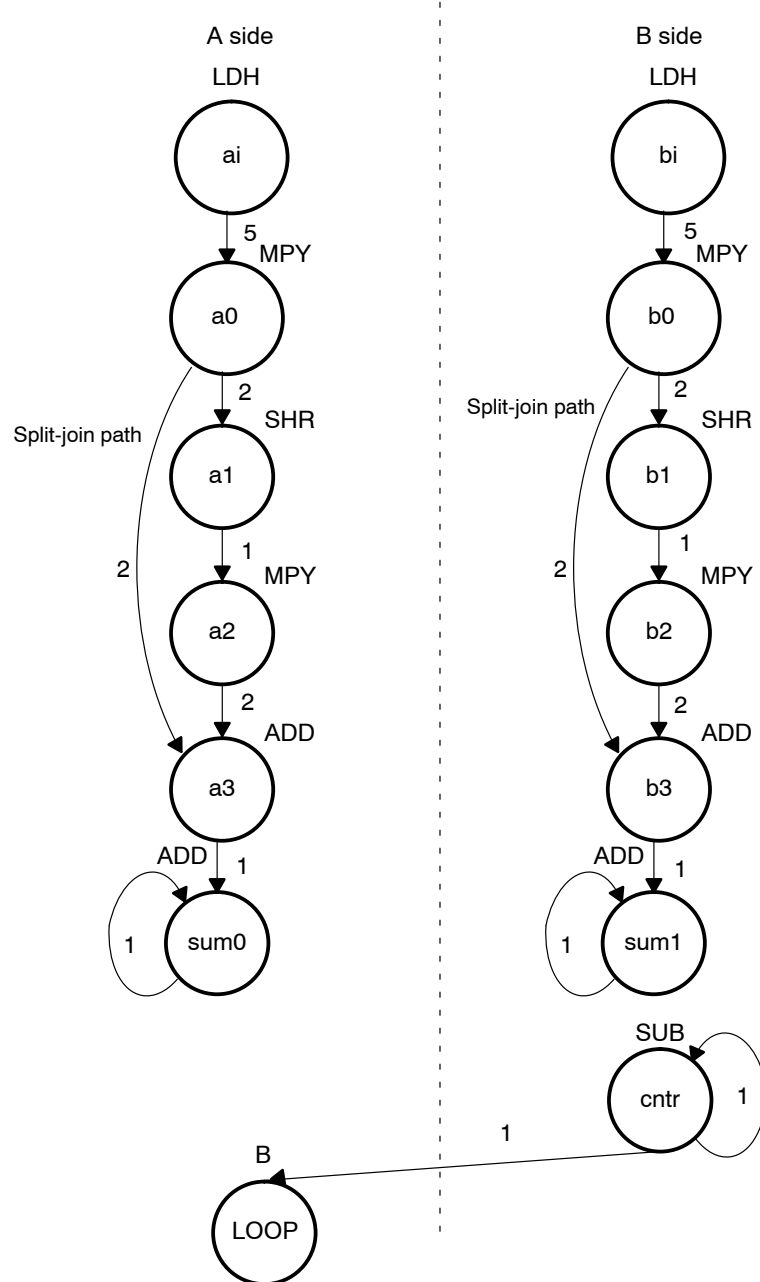 A side
LDH
ai
5
MPY
a0
2
SHR
Split-join path
a1
1
MPY
2
a2
2
ADD
a3
ADD
1
1
sum0
B side
LDH
bi
5
MPY
b0
2
SHR
Split-join path
b1
1
MPY
2
b2
2
ADD
b3
ADD
1
1
sum1
SUB
cntr
1
1
B
LOOP